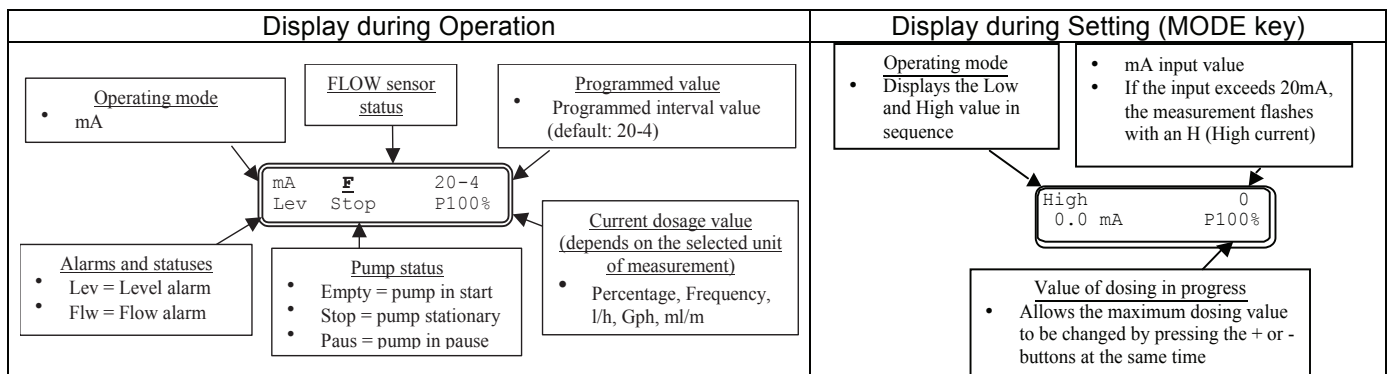 Display during Operation
Operating mode
• mA
FLOW sensor
status
Programmed value
• Programmed interval value
(default: 20-4)
mA F 20-4
Lev Stop P100%
Alarms and statuses
• Lev = Level alarm
• Flw = Flow alarm
Pump status
• Empty = pump in start
• Stop = pump stationary
• Paus = pump in pause
Current dosage value
(depends on the selected unit
of measurement)
• Percentage, Frequency,
l/h, Gph, ml/m
Display during Setting (MODE key)
Operating mode
• Displays the Low
and High value in
sequence
• mA input value
• If the input exceeds 20mA,
the measurement flashes
with an H (High current)
High 0
0.0 mA P100%
Value of dosing in progress
• Allows the maximum dosing value
to be changed by pressing the + or -
buttons at the same time